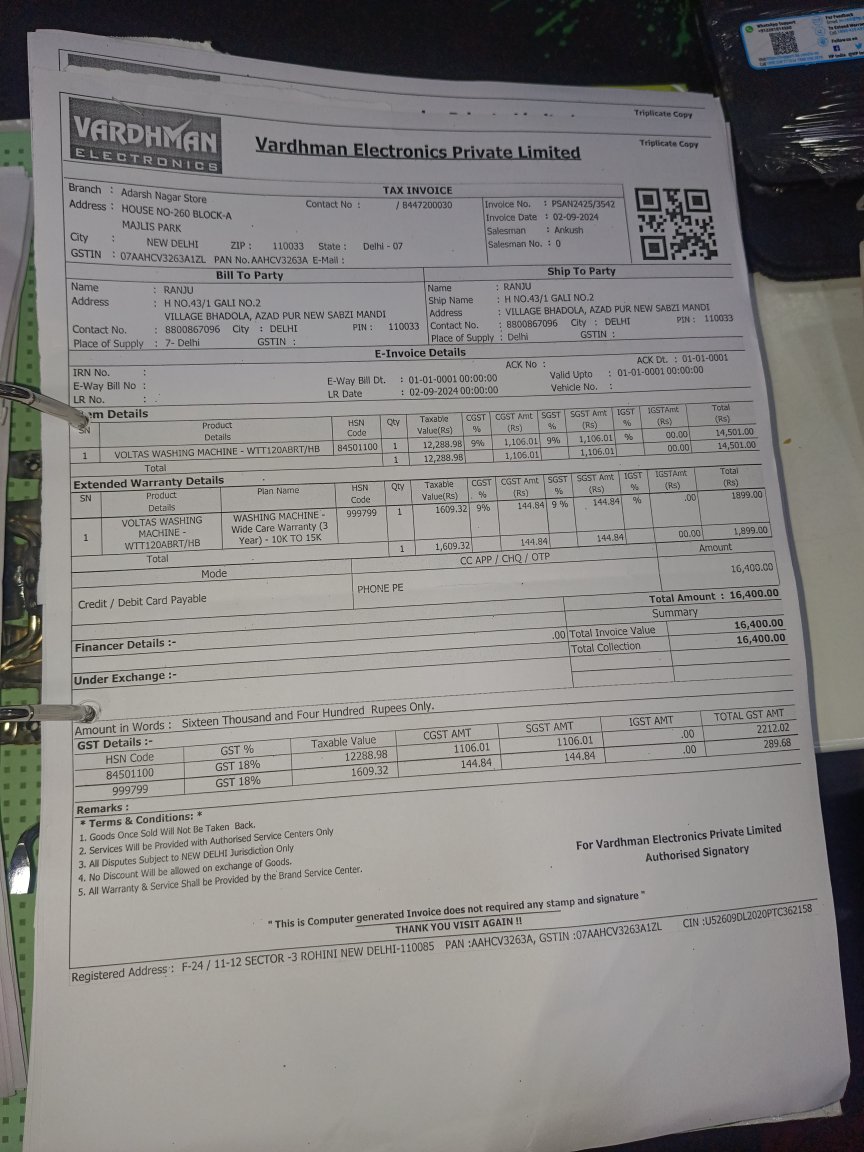 Triplicate Copy
Triplicate Copy
VARDHMAN
ELECTRONICS
Vardhman Electronics Private Limited
TAX INVOICE
Branch : Adarsh Nagar Store
Contact No : / 8447200030
Address : HOUSE NO-260 BLOCK-A
MAJLIS PARK
City : NEW DELHI ZIP : 110033 State : Delhi - 07
GSTIN : 07AAHCV3263A1ZL PAN No. AAHCV3263A E-Mail :
Invoice No. : PSAN2425/3542
Invoice Date : 02-09-2024
Salesman : Ankush
Salesman No. : 0
Bill To Party
Name : RANJU
Address : H NO.43/1 GALI NO.2
VILLAGE BHADOLA, AZAD PUR NEW SABZI MANDI
Contact No. : 8800867096 City : DELHI PIN : 110033
Place of Supply : 7- Delhi GSTIN :
Ship To Party
Name : RANJU
Ship Name : H NO.43/1 GALI NO.2
Address : VILLAGE BHADOLA, AZAD PUR NEW SABZI MANDI
Contact No. : 8800867096 City : DELHI PIN : 110033
Place of Supply : Delhi GSTIN :
E-Invoice Details
IRN No. : ACK No : ACK Dt. : 01-01-0001
E-Way Bill No : E-Way Bill Dt. : 01-01-0001 00:00:00 Valid Upto : 01-01-0001 00:00:00
LR No. : LR Date : 02-09-2024 00:00:00 Vehicle No. :
Details
SN Product Details HSN Code Qty Taxable Value(Rs) CGST % CGST Amt (Rs) SGST % SGST Amt (Rs) IGST % IGSTAmt (Rs) Total (Rs)
1 VOLTAS WASHING MACHINE - WTT120ABRT/HB 84501100 1 12,288.98 9% 1,106.01 9% 1,106.01 % 00.00 14,501.00
Total 1 12,288.98 1,106.01 1,106.01 00.00 14,501.00
Extended Warranty Details
SN Product Details Plan Name HSN Code Qty Taxable Value(Rs) CGST % CGST Amt (Rs) SGST % SGST Amt (Rs) IGST % IGSTAmt (Rs) Total (Rs)
1 VOLTAS WASHING MACHINE - WTT120ABRT/HB WASHING MACHINE - Wide Care Warranty (3 Year) - 10K TO 15K 999799 1 1609.32 9% 144.84 9 % 144.84 % .00 1899.00
Total 1 1,609.32 144.84 144.84 00.00 1,899.00
Mode CC APP / CHQ / OTP Amount
Credit / Debit Card Payable PHONE PE 16,400.00
Total Amount : 16,400.00
Summary
Financer Details :- .00 Total Invoice Value 16,400.00
Total Collection 16,400.00
Under Exchange :-
Amount in Words : Sixteen Thousand and Four Hundred Rupees Only.
GST Details :-
HSN Code GST % Taxable Value CGST AMT SGST AMT IGST AMT TOTAL GST AMT
84501100 GST 18% 12288.98 1106.01 1106.01 .00 2212.02
999799 GST 18% 1609.32 144.84 144.84 .00 289.68
Remarks :
* Terms & Conditions: *
1. Goods Once Sold Will Not Be Taken Back.
2. Services Will be Provided with Authorised Service Centers Only
3. All Disputes Subject to NEW DELHI Jurisdiction Only
4. No Discount Will be allowed on exchange of Goods.
5. All Warranty & Service Shall be Provided by the Brand Service Center.
For Vardhman Electronics Private Limited
Authorised Signatory
" This is Computer generated Invoice does not required any stamp and signature "
THANK YOU VISIT AGAIN !!
Registered Address : F-24 / 11-12 SECTOR -3 ROHINI NEW DELHI-110085 PAN :AAHCV3263A, GSTIN :07AAHCV3263A1ZL CIN :U52609DL2020PTC362158
WhatsApp Support
For Feedback
Follow us on